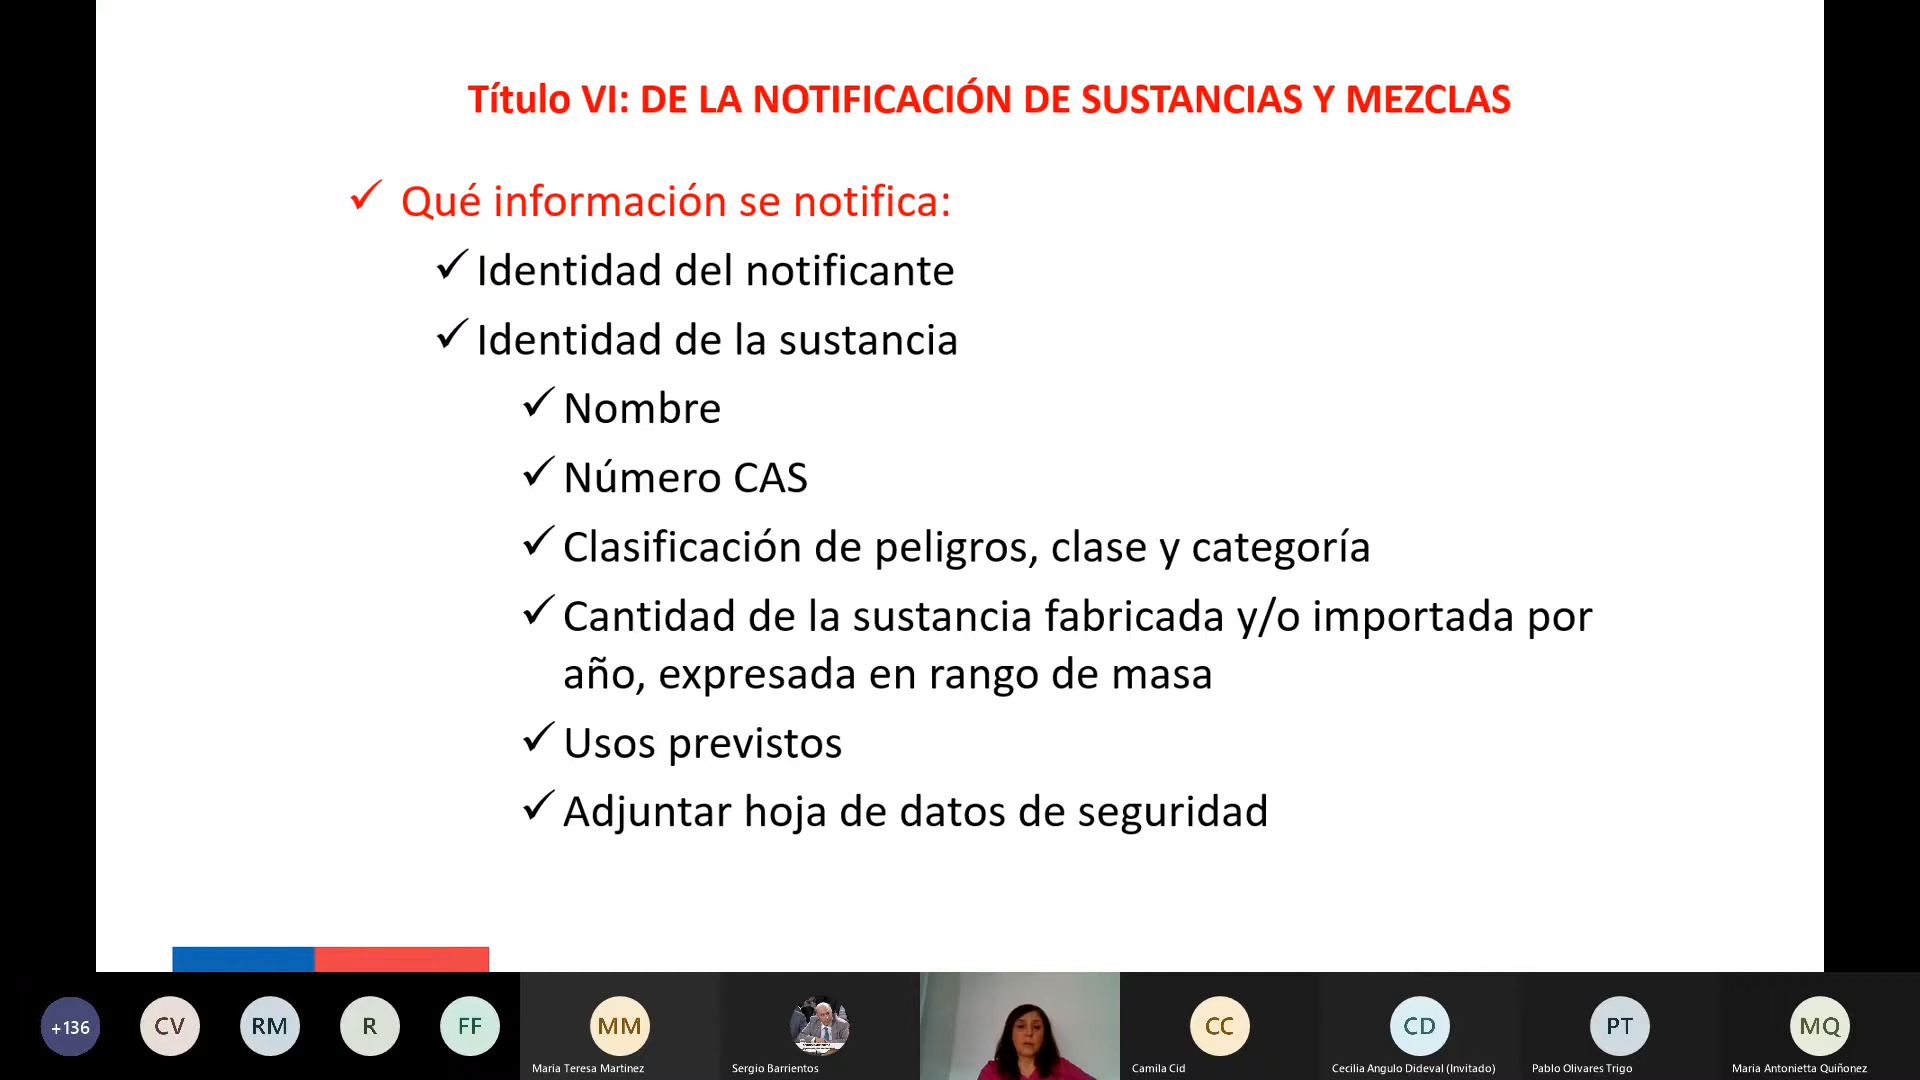 Título VI: DE LA NOTIFICACIÓN DE SUSTANCIAS Y MEZCLAS
✓ Qué información se notifica:
✓ Identidad del notificante
✓ Identidad de la sustancia
✓ Nombre
✓ Número CAS
✓ Clasificación de peligros, clase y categoría
✓ Cantidad de la sustancia fabricada y/o importada por
año, expresada en rango de masa
✓ Usos previstos
✓ Adjuntar hoja de datos de seguridad
+136 CV RM R FF MM CC CD PT MQ
Maria Teresa Martinez Sergio Barrientos Camila Cid Cecilia Angulo Dideval (Invitado) Pablo Olivares Trigo Maria Antonietta Quiñonez